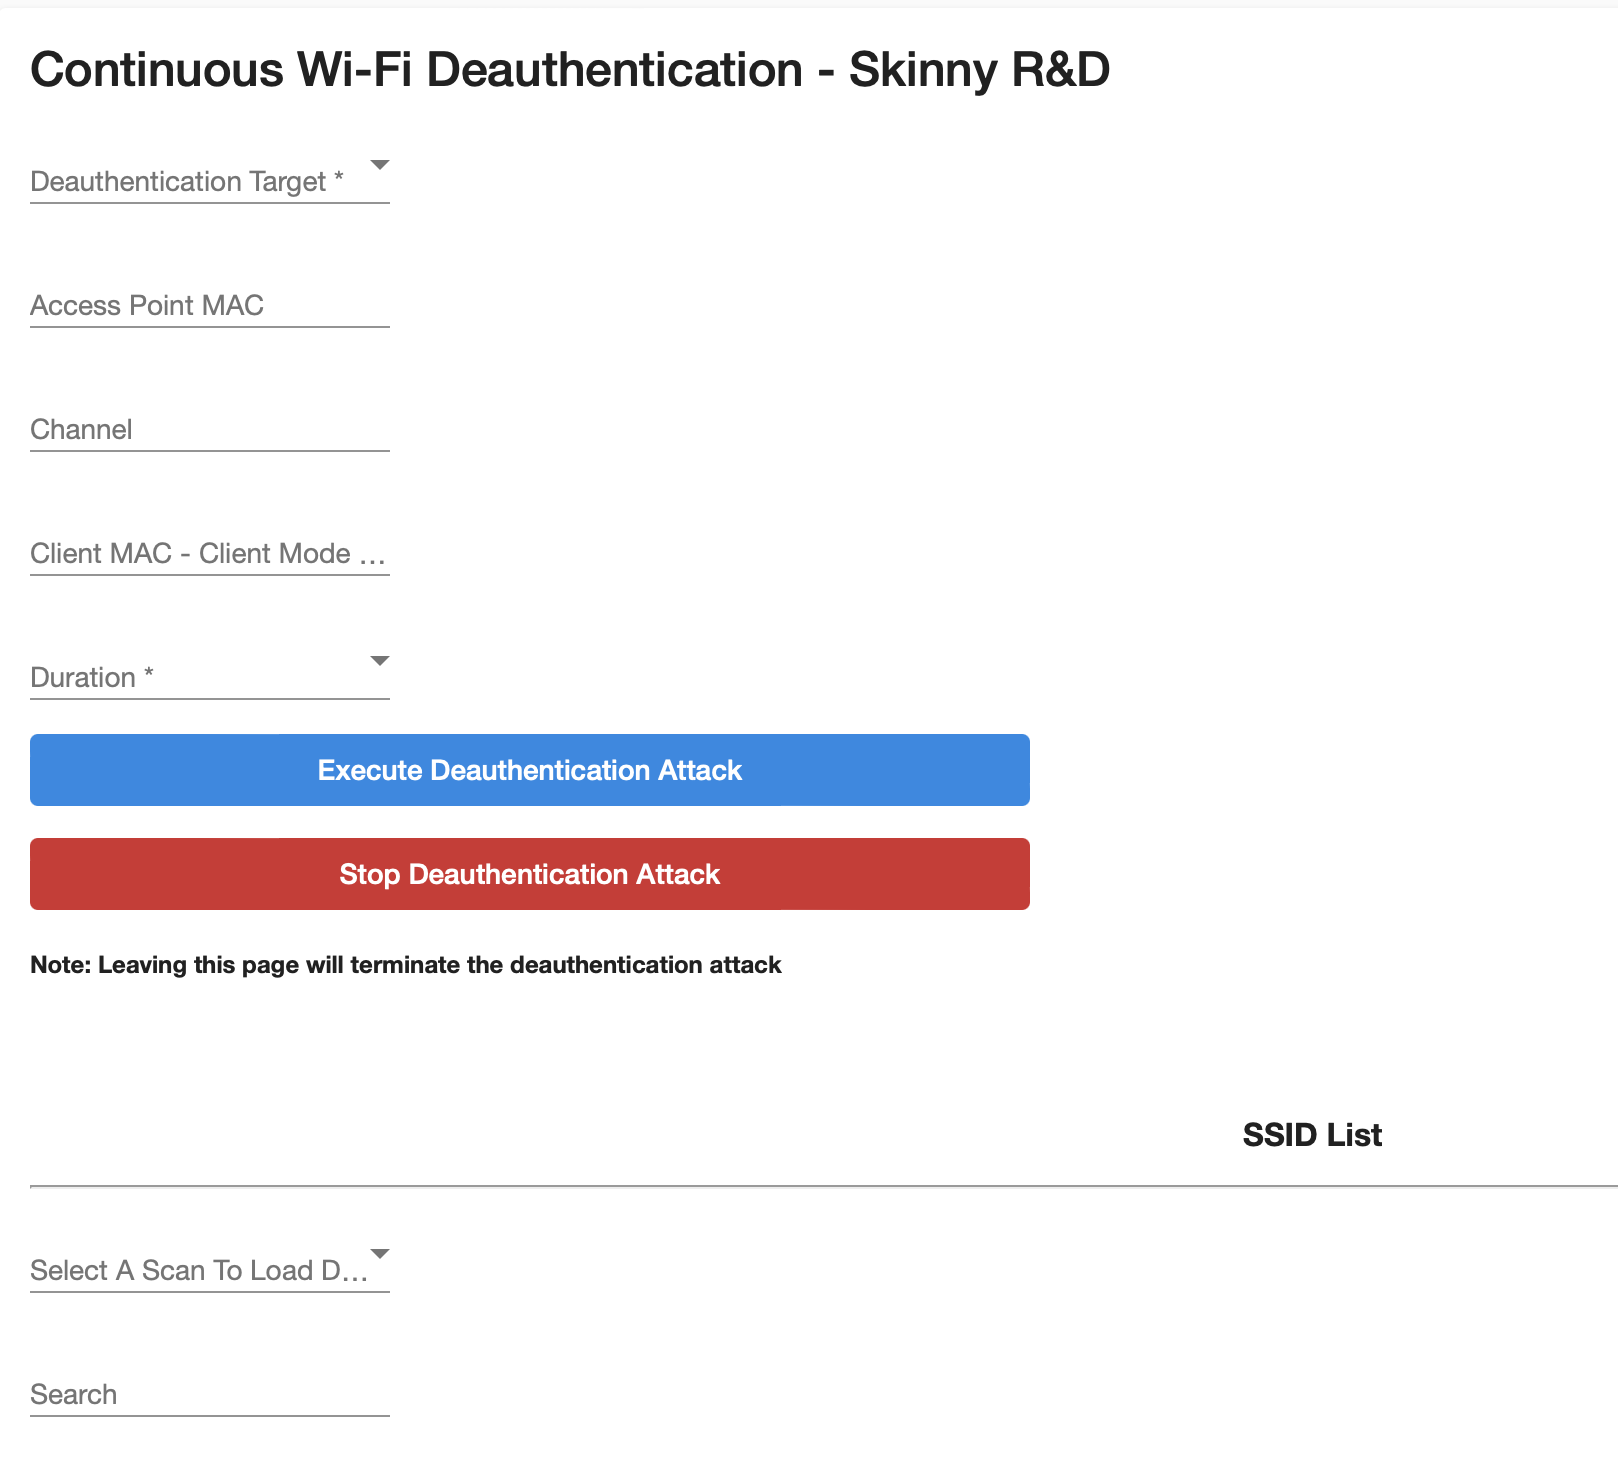 Continuous Wi-Fi Deauthentication - Skinny R&D
Deauthentication Target *
Access Point MAC
Channel
Client MAC - Client Mode ...
Duration *
Execute Deauthentication Attack
Stop Deauthentication Attack
Note: Leaving this page will terminate the deauthentication attack
SSID List
Select A Scan To Load D...
Search